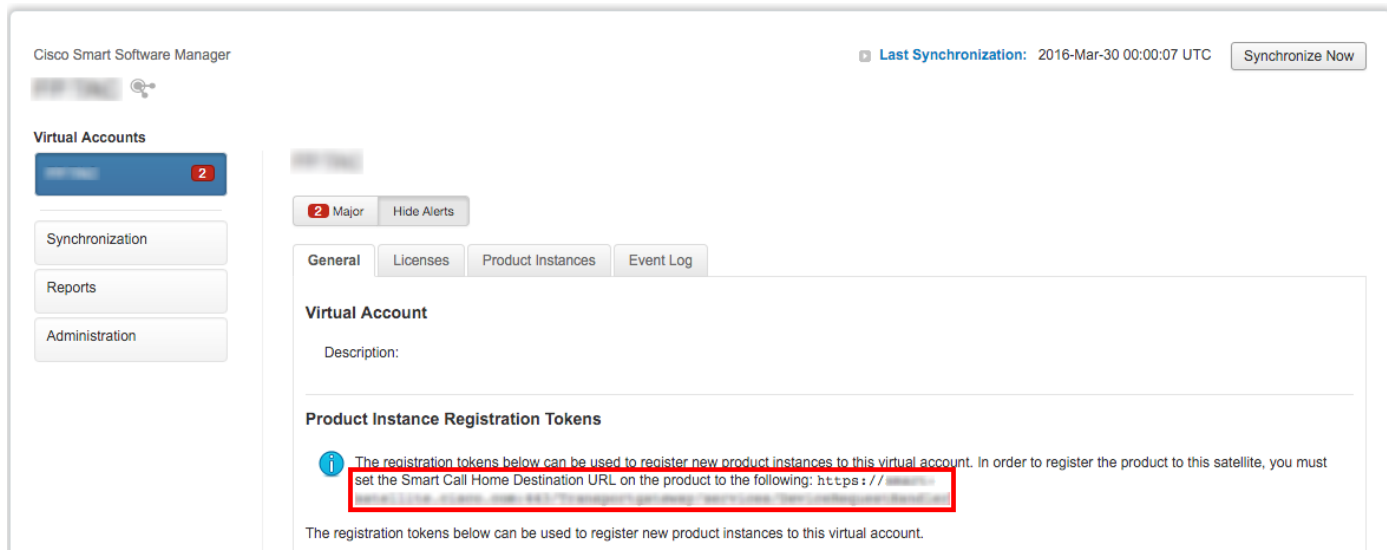 Cisco Smart Software Manager
Last Synchronization: 2016-Mar-30 00:00:07 UTC
Synchronize Now
Virtual Accounts
2
Synchronization
Reports
Administration
2 Major
Hide Alerts
General
Licenses
Product Instances
Event Log
Virtual Account
Description:
Product Instance Registration Tokens
The registration tokens below can be used to register new product instances to this virtual account. In order to register the product to this satellite, you must
set the Smart Call Home Destination URL on the product to the following: https://
The registration tokens below can be used to register new product instances to this virtual account.